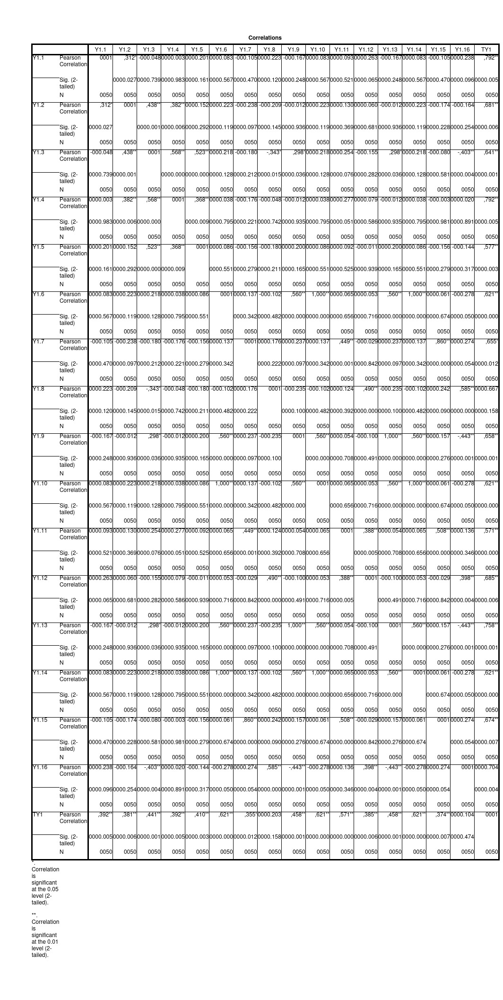 Correlations
Y1.1 Y1.2 Y1.3 Y1.4 Y1.5 Y1.6 Y1.7 Y1.8 Y1.9 Y1.10 Y1.11 Y1.12 Y1.13 Y1.14 Y1.15 Y1.16 TY1
Y1.1 Pearson 0001 ,312* -000.048 0000.003 0000.201 0000.083 -000.105 0000.223 -000.167 0000.083 0000.093 0000.263 -000.167 0000.083 -000.105 0000.238 ,792**
Correlation
Sig. (2- 0000.027 0000.739 0000.983 0000.161 0000.567 0000.470 0000.120 0000.248 0000.567 0000.521 0000.065 0000.248 0000.567 0000.470 0000.096 0000.005
tailed)
N 0050 0050 0050 0050 0050 0050 0050 0050 0050 0050 0050 0050 0050 0050 0050 0050 0050
Y1.2 Pearson ,312* 0001 ,438** ,382** 0000.152 0000.223 -000.238 -000.209 -000.012 0000.223 0000.130 0000.060 -000.012 0000.223 -000.174 -000.164 ,681**
Correlation
Sig. (2- 0000.027 0000.001 0000.006 0000.292 0000.119 0000.097 0000.145 0000.936 0000.119 0000.369 0000.681 0000.936 0000.119 0000.228 0000.254 0000.006
tailed)
N 0050 0050 0050 0050 0050 0050 0050 0050 0050 0050 0050 0050 0050 0050 0050 0050 0050
Y1.3 Pearson -000.048 ,438** 0001 ,568** ,523** 0000.218 -000.180 -,343* ,298* 0000.218 0000.254 -000.155 ,298* 0000.218 -000.080 -,403** ,641**
Correlation
Sig. (2- 0000.739 0000.001 0000.000 0000.000 0000.128 0000.212 0000.015 0000.036 0000.128 0000.076 0000.282 0000.036 0000.128 0000.581 0000.004 0000.001
tailed)
N 0050 0050 0050 0050 0050 0050 0050 0050 0050 0050 0050 0050 0050 0050 0050 0050 0050
Y1.4 Pearson 0000.003 ,382** ,568** 0001 ,368** 0000.038 -000.176 -000.048 -000.012 0000.038 0000.277 0000.079 -000.012 0000.038 -000.003 0000.020 ,792**
Correlation
Sig. (2- 0000.983 0000.006 0000.000 0000.009 0000.795 0000.221 0000.742 0000.935 0000.795 0000.051 0000.586 0000.935 0000.795 0000.981 0000.891 0000.005
tailed)
N 0050 0050 0050 0050 0050 0050 0050 0050 0050 0050 0050 0050 0050 0050 0050 0050 0050
Y1.5 Pearson 0000.201 0000.152 ,523** ,368** 0001 0000.086 -000.156 -000.180 0000.200 0000.086 0000.092 -000.011 0000.200 0000.086 -000.156 -000.144 ,577**
Correlation
Sig. (2- 0000.161 0000.292 0000.000 0000.009 0000.551 0000.279 0000.211 0000.165 0000.551 0000.525 0000.939 0000.165 0000.551 0000.279 0000.317 0000.003
tailed)
N 0050 0050 0050 0050 0050 0050 0050 0050 0050 0050 0050 0050 0050 0050 0050 0050 0050
Y1.6 Pearson 0000.083 0000.223 0000.218 0000.038 0000.086 0001 0000.137 -000.102 ,560** 1,000** 0000.065 0000.053 ,560** 1,000** 0000.061 -000.278 ,621**
Correlation
Sig. (2- 0000.567 0000.119 0000.128 0000.795 0000.551 0000.342 0000.482 0000.000 0000.000 0000.656 0000.716 0000.000 0000.000 0000.674 0000.050 0000.000
tailed)
N 0050 0050 0050 0050 0050 0050 0050 0050 0050 0050 0050 0050 0050 0050 0050 0050 0050
Y1.7 Pearson -000.105 -000.238 -000.180 -000.176 -000.156 0000.137 0001 0000.176 0000.237 0000.137 ,449** -000.029 0000.237 0000.137 ,860** 0000.274 ,655*
Correlation
Sig. (2- 0000.470 0000.097 0000.212 0000.221 0000.279 0000.342 0000.222 0000.097 0000.342 0000.001 0000.842 0000.097 0000.342 0000.000 0000.054 0000.012
tailed)
N 0050 0050 0050 0050 0050 0050 0050 0050 0050 0050 0050 0050 0050 0050 0050 0050 0050
Y1.8 Pearson 0000.223 -000.209 -,343* -000.048 -000.180 -000.102 0000.176 0001 -000.235 -000.102 0000.124 ,490** -000.235 -000.102 0000.242 ,585** 0000.667
Correlation
Sig. (2- 0000.120 0000.145 0000.015 0000.742 0000.211 0000.482 0000.222 0000.100 0000.482 0000.392 0000.000 0000.100 0000.482 0000.090 0000.000 0000.158
tailed)
N 0050 0050 0050 0050 0050 0050 0050 0050 0050 0050 0050 0050 0050 0050 0050 0050 0050
Y1.9 Pearson -000.167 -000.012 ,298* -000.012 0000.200 ,560** 0000.237 -000.235 0001 ,560** 0000.054 -000.100 1,000** ,560** 0000.157 -,443** ,658**
Correlation
Sig. (2- 0000.248 0000.936 0000.036 0000.935 0000.165 0000.000 0000.097 0000.100 0000.000 0000.708 0000.491 0000.000 0000.000 0000.276 0000.001 0000.001
tailed)
N 0050 0050 0050 0050 0050 0050 0050 0050 0050 0050 0050 0050 0050 0050 0050 0050 0050
Y1.10 Pearson 0000.083 0000.223 0000.218 0000.038 0000.086 1,000** 0000.137 -000.102 ,560** 0001 0000.065 0000.053 ,560** 1,000** 0000.061 -000.278 ,621**
Correlation
Sig. (2- 0000.567 0000.119 0000.128 0000.795 0000.551 0000.000 0000.342 0000.482 0000.000 0000.656 0000.716 0000.000 0000.000 0000.674 0000.050 0000.000
tailed)
N 0050 0050 0050 0050 0050 0050 0050 0050 0050 0050 0050 0050 0050 0050 0050 0050 0050
Y1.11 Pearson 0000.093 0000.130 0000.254 0000.277 0000.092 0000.065 ,449** 0000.124 0000.054 0000.065 0001 ,388** 0000.054 0000.065 ,508** 0000.136 ,571**
Correlation
Sig. (2- 0000.521 0000.369 0000.076 0000.051 0000.525 0000.656 0000.001 0000.392 0000.708 0000.656 0000.005 0000.708 0000.656 0000.000 0000.346 0000.000
tailed)
N 0050 0050 0050 0050 0050 0050 0050 0050 0050 0050 0050 0050 0050 0050 0050 0050 0050
Y1.12 Pearson 0000.263 0000.060 -000.155 0000.079 -000.011 0000.053 -000.029 ,490** -000.100 0000.053 ,388** 0001 -000.100 0000.053 -000.029 ,398** ,685**
Correlation
Sig. (2- 0000.065 0000.681 0000.282 0000.586 0000.939 0000.716 0000.842 0000.000 0000.491 0000.716 0000.005 0000.491 0000.716 0000.842 0000.004 0000.006
tailed)
N 0050 0050 0050 0050 0050 0050 0050 0050 0050 0050 0050 0050 0050 0050 0050 0050 0050
Y1.13 Pearson -000.167 -000.012 ,298* -000.012 0000.200 ,560** 0000.237 -000.235 1,000** ,560** 0000.054 -000.100 0001 ,560** 0000.157 -,443** ,758**
Correlation
Sig. (2- 0000.248 0000.936 0000.036 0000.935 0000.165 0000.000 0000.097 0000.100 0000.000 0000.000 0000.708 0000.491 0000.000 0000.276 0000.001 0000.001
tailed)
N 0050 0050 0050 0050 0050 0050 0050 0050 0050 0050 0050 0050 0050 0050 0050 0050 0050
Y1.14 Pearson 0000.083 0000.223 0000.218 0000.038 0000.086 1,000** 0000.137 -000.102 ,560** 1,000** 0000.065 0000.053 ,560** 0001 0000.061 -000.278 ,621**
Correlation
Sig. (2- 0000.567 0000.119 0000.128 0000.795 0000.551 0000.000 0000.342 0000.482 0000.000 0000.000 0000.656 0000.716 0000.000 0000.674 0000.050 0000.000
tailed)
N 0050 0050 0050 0050 0050 0050 0050 0050 0050 0050 0050 0050 0050 0050 0050 0050 0050
Y1.15 Pearson -000.105 -000.174 -000.080 -000.003 -000.156 0000.061 ,860** 0000.242 0000.157 0000.061 ,508** -000.029 0000.157 0000.061 0001 0000.274 ,674**
Correlation
Sig. (2- 0000.470 0000.228 0000.581 0000.981 0000.279 0000.674 0000.000 0000.090 0000.276 0000.674 0000.000 0000.842 0000.276 0000.674 0000.054 0000.007
tailed)
N 0050 0050 0050 0050 0050 0050 0050 0050 0050 0050 0050 0050 0050 0050 0050 0050 0050
Y1.16 Pearson 0000.238 -000.164 -,403** 0000.020 -000.144 -000.278 0000.274 ,585** -,443** -000.278 0000.136 ,398** -,443** -000.278 0000.274 0001 0000.704
Correlation
Sig. (2- 0000.096 0000.254 0000.004 0000.891 0000.317 0000.050 0000.054 0000.000 0000.001 0000.050 0000.346 0000.004 0000.001 0000.050 0000.054 0000.004
tailed)
N 0050 0050 0050 0050 0050 0050 0050 0050 0050 0050 0050 0050 0050 0050 0050 0050 0050
TY1 Pearson ,392** ,381** ,441** ,392** ,410** ,621** ,355* 0000.203 ,458** ,621** ,571** ,385** ,458** ,621** ,374** 0000.104 0001
Correlation
Sig. (2- 0000.005 0000.006 0000.001 0000.005 0000.003 0000.000 0000.012 0000.158 0000.001 0000.000 0000.000 0000.006 0000.001 0000.000 0000.007 0000.474
tailed)
N 0050 0050 0050 0050 0050 0050 0050 0050 0050 0050 0050 0050 0050 0050 0050 0050 0050
*.
Correlation
is
significant
at the 0.05
level (2-
tailed).
**.
Correlation
is
significant
at the 0.01
level (2-
tailed).